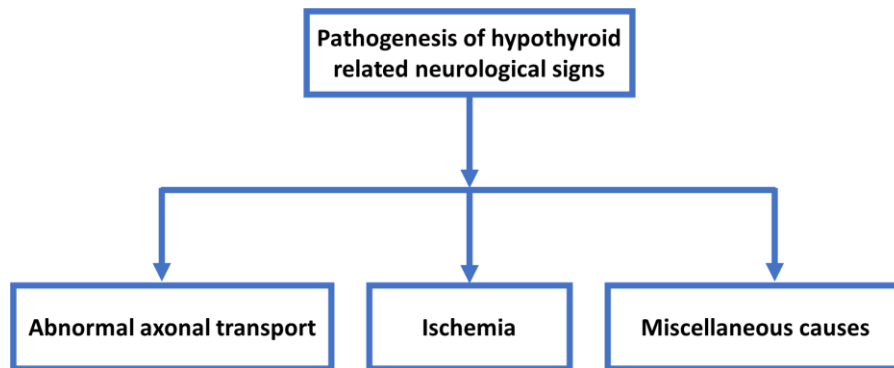 Pathogenesis of hypothyroid
related neurological signs
Abnormal axonal transport
Ischemia
Miscellaneous causes